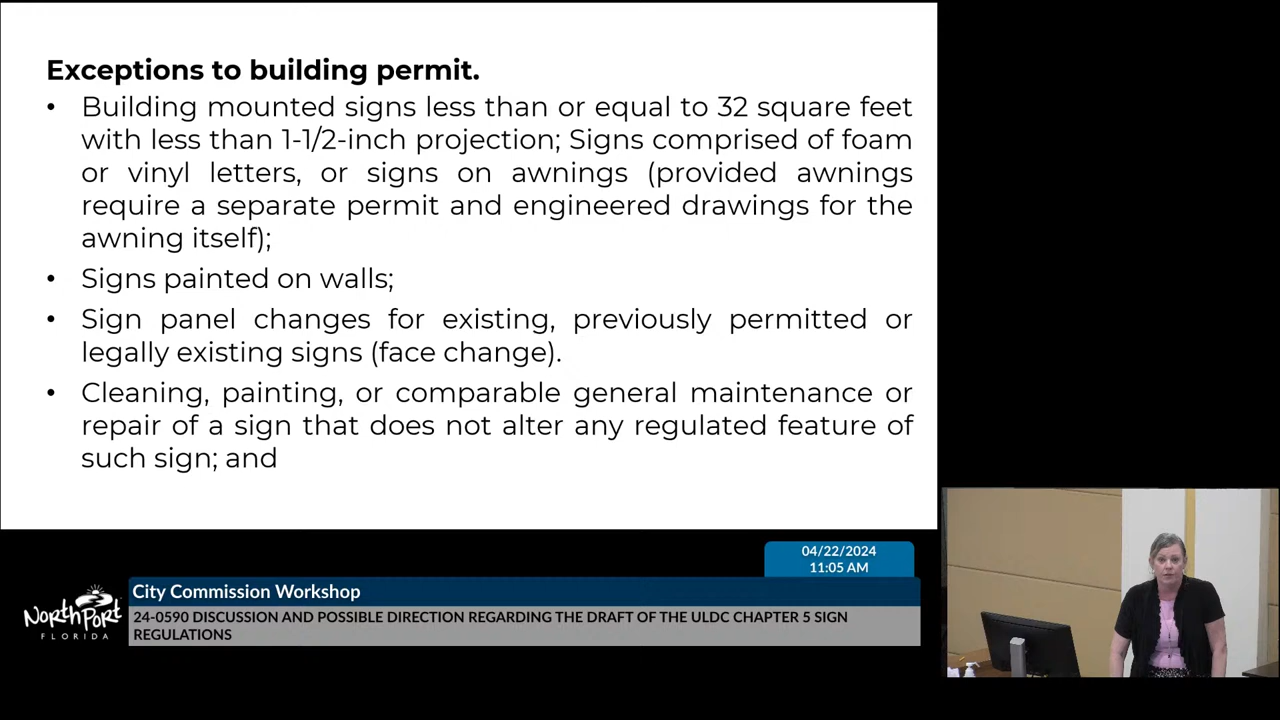 Exceptions to building permit.
• Building mounted signs less than or equal to 32 square feet
with less than 1-1/2-inch projection; Signs comprised of foam
or vinyl letters, or signs on awnings (provided awnings
require a separate permit and engineered drawings for the
awning itself);
• Signs painted on walls;
• Sign panel changes for existing, previously permitted or
legally existing signs (face change).
• Cleaning, painting, or comparable general maintenance or
repair of a sign that does not alter any regulated feature of
such sign; and
04/22/2024
11:05 AM
City Commission Workshop
24-0590 DISCUSSION AND POSSIBLE DIRECTION REGARDING THE DRAFT OF THE ULDC CHAPTER 5 SIGN
REGULATIONS
North Port
FLORIDA